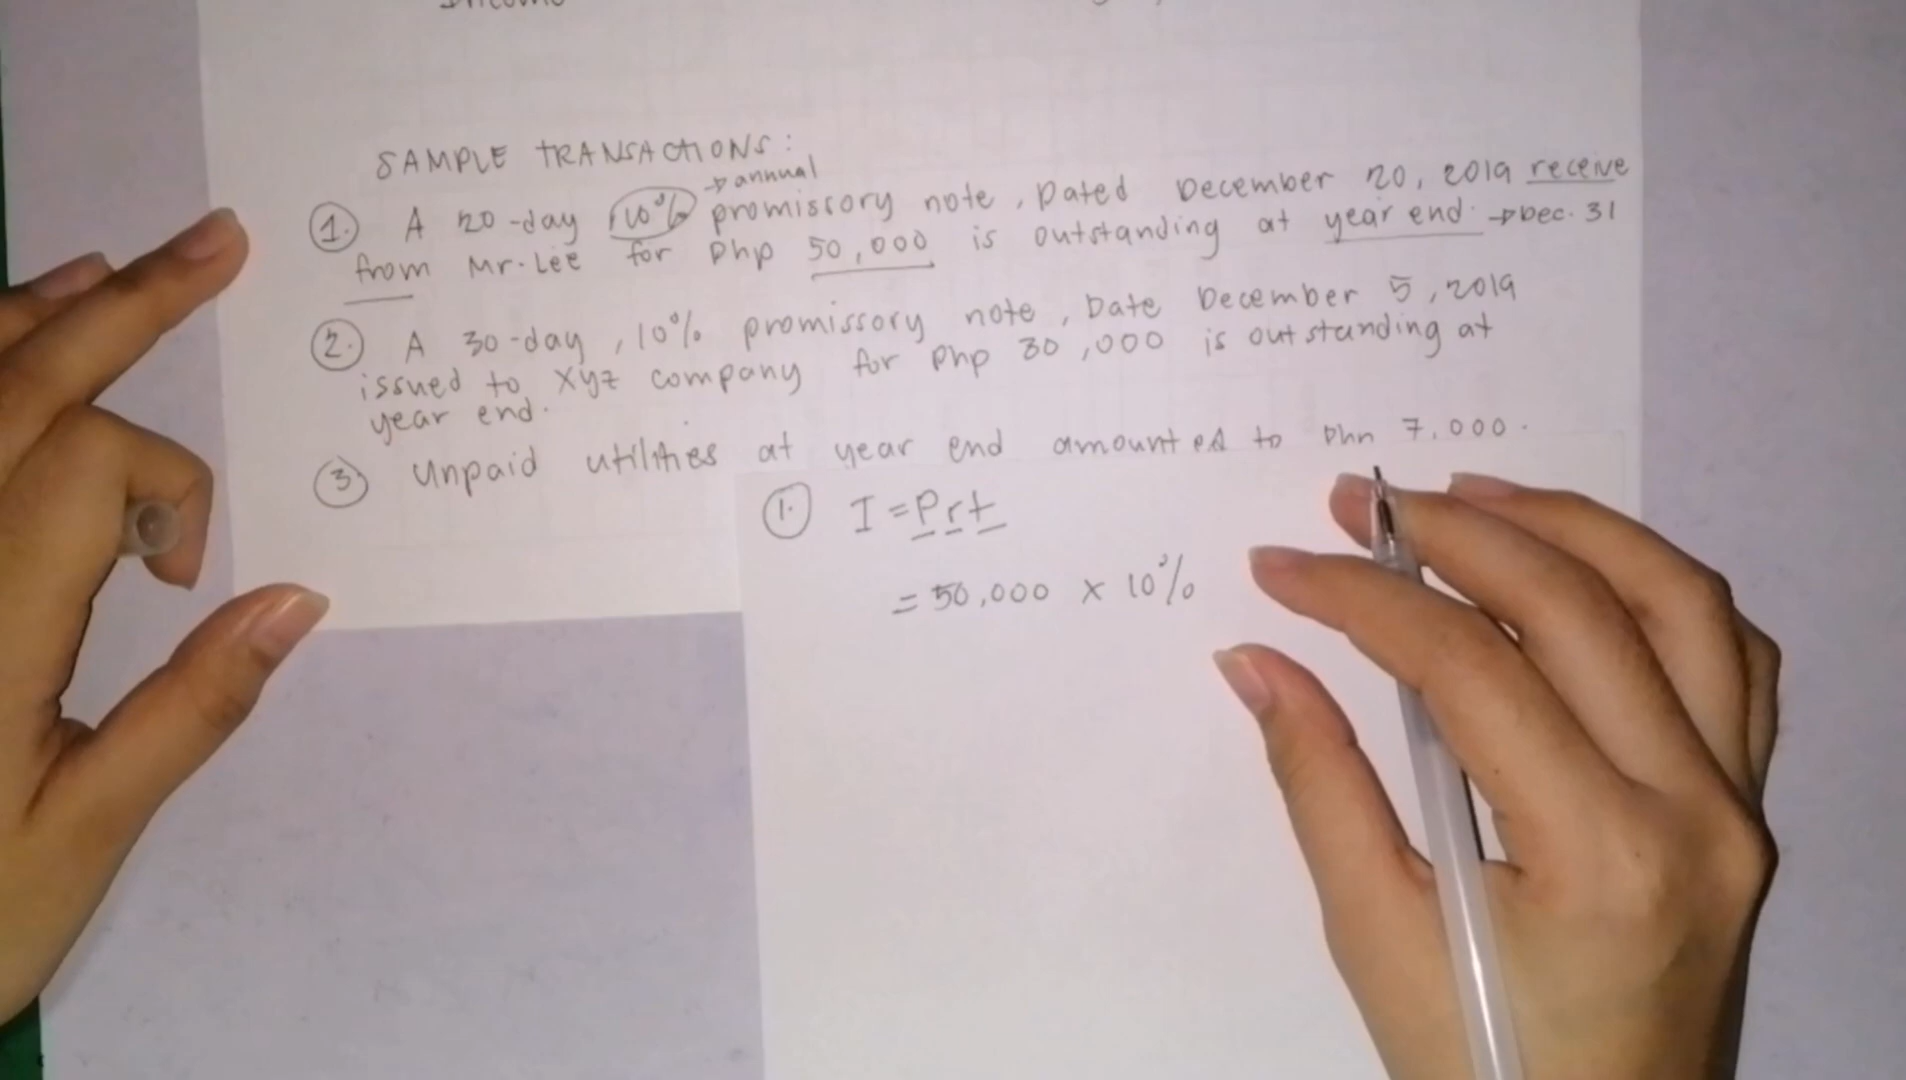 SAMPLE TRANSACTIONS:
→ annual
1. A 20-day 10% promissory note, Dated December 20, 2019 receive
from Mr. Lee for Php 50,000 is outstanding at year end. → Dec. 31
2. A 30-day, 10% promissory note, Date December 5, 2019
issued to XYZ company for Php 30,000 is outstanding at
year end.
3 Unpaid utilities at year end amounted to Php 7,000.
1. I = Prt
= 50,000 x 10%